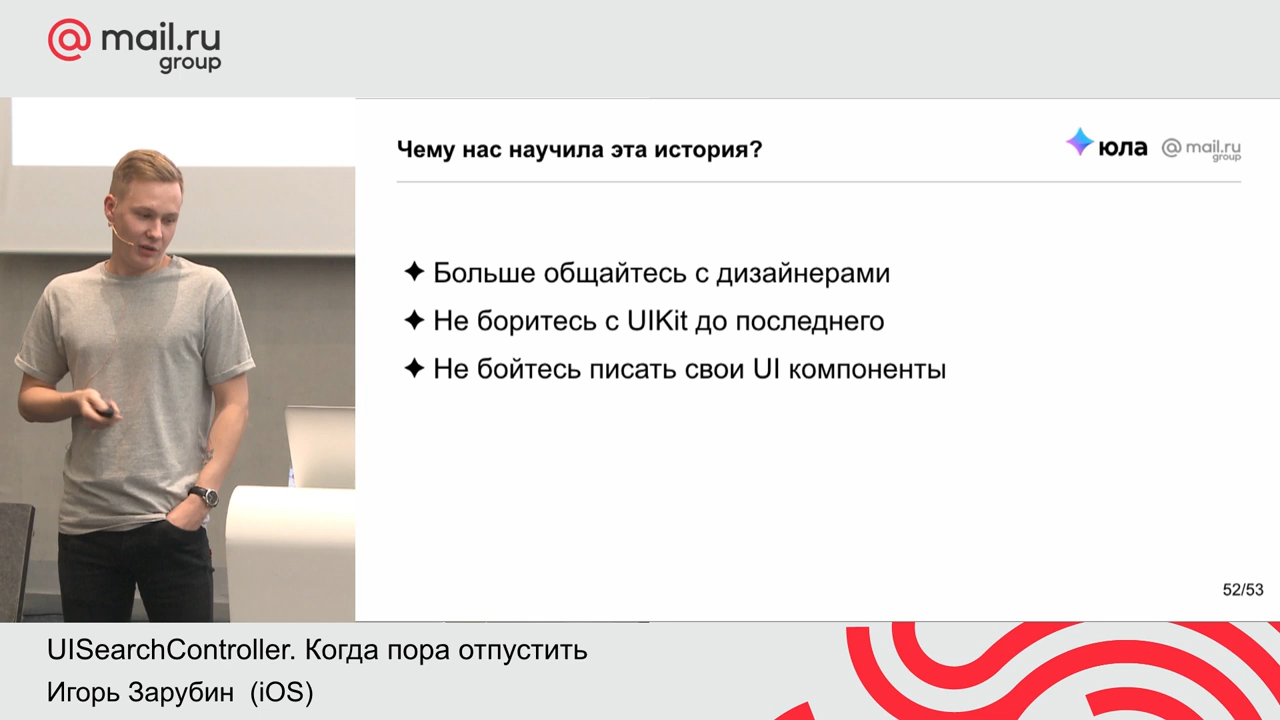 @ mail.ru
group
Чему нас научила эта история?
юла @ mail.ru
group
✦ Больше общайтесь с дизайнерами
✦ Не боритесь с UIKit до последнего
✦ Не бойтесь писать свои UI компоненты
52/53
UISearchController. Когда пора отпустить
Игорь Зарубин (iOS)